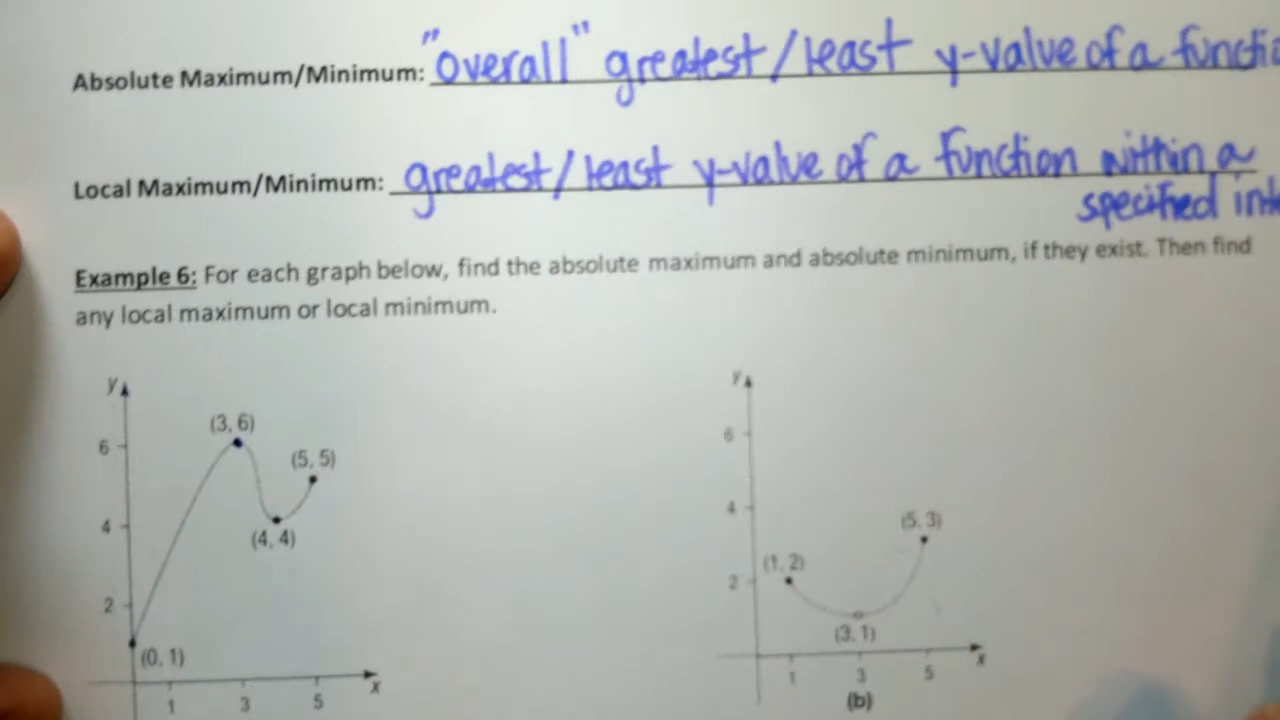 Absolute Maximum/Minimum: "overall" greatest/least y-value of a
Local Maximum/Minimum: greatest/least y-value of a function within a
specified
Example 6: For each graph below, find the absolute maximum and absolute minimum, if they exist. Then find
any local maximum or local minimum.
y
6
4
2
(3, 6)
(5, 5)
(4, 4)
(0, 1)
1
3
5
x
y
6
4
2
(5, 3)
(1, 2)
(3, 1)
1
3
5
x
(b)